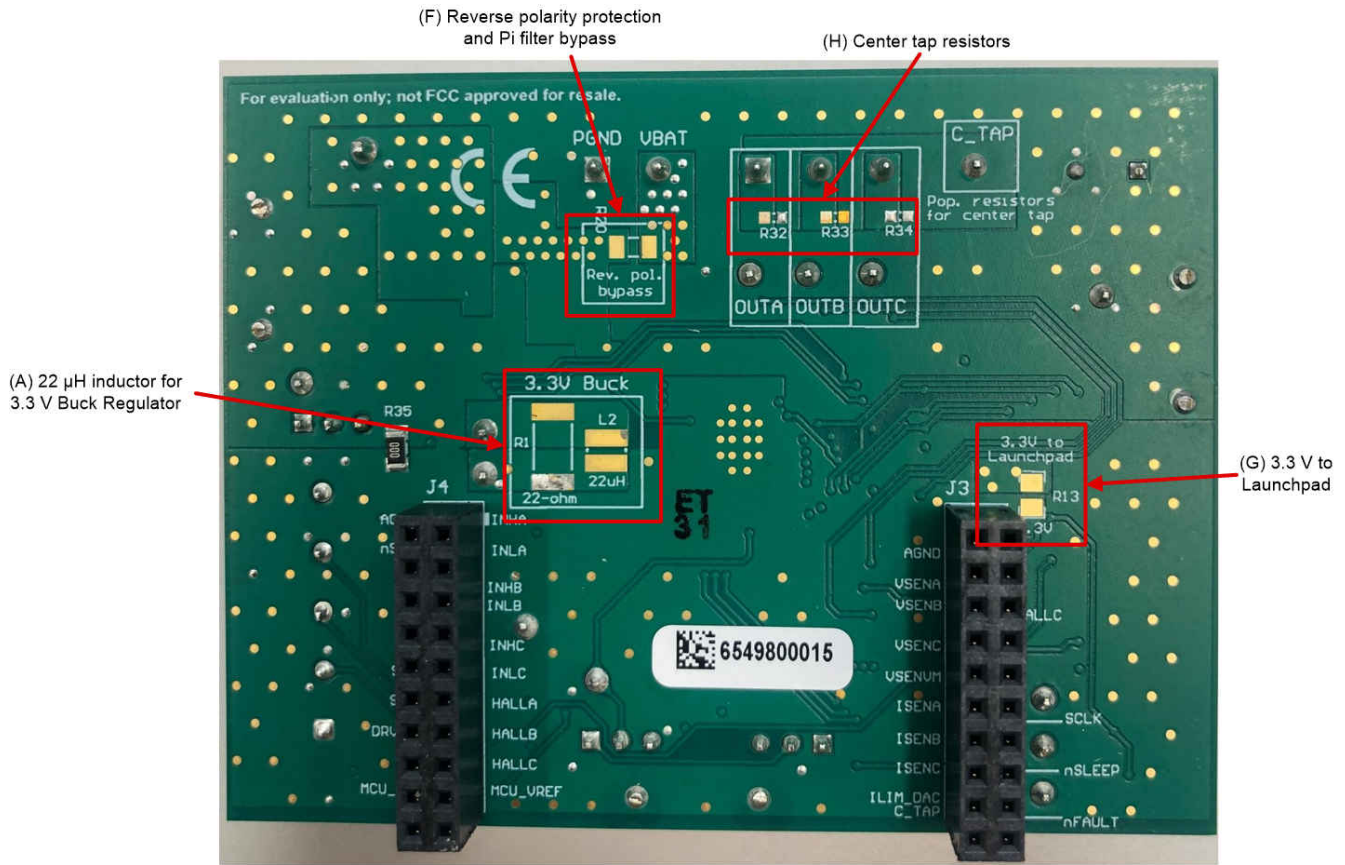 (F) Reverse polarity protection
and Pi filter bypass
(H) Center tap resistors
For evaluation only; not FCC approved for resale.
PGND VBAT
C_TAP
CE
R20
Pop. resistors
for center tap
R32 R33 R34
Rev. pol.
bypass
OUTA OUTB OUTC
(A) 22 µH inductor for
3.3 V Buck Regulator
3.3V Buck
R35
000
R1
L2
22uH
22-ohm
3.3V to
Launchpad
R13
(G) 3.3 V to
Launchpad
J4
J3
INHA
INLA
INHB
INLB
INHC
INLC
HALLA
HALLB
HALLC
MCU_VREF
AGND
VSENA
VSENB
VSENC
VSENVM
ISENA
ISENB
ISENC
ILIM_DAC
C_TAP
SCLK
nSLEEP
nFAULT
6549800015